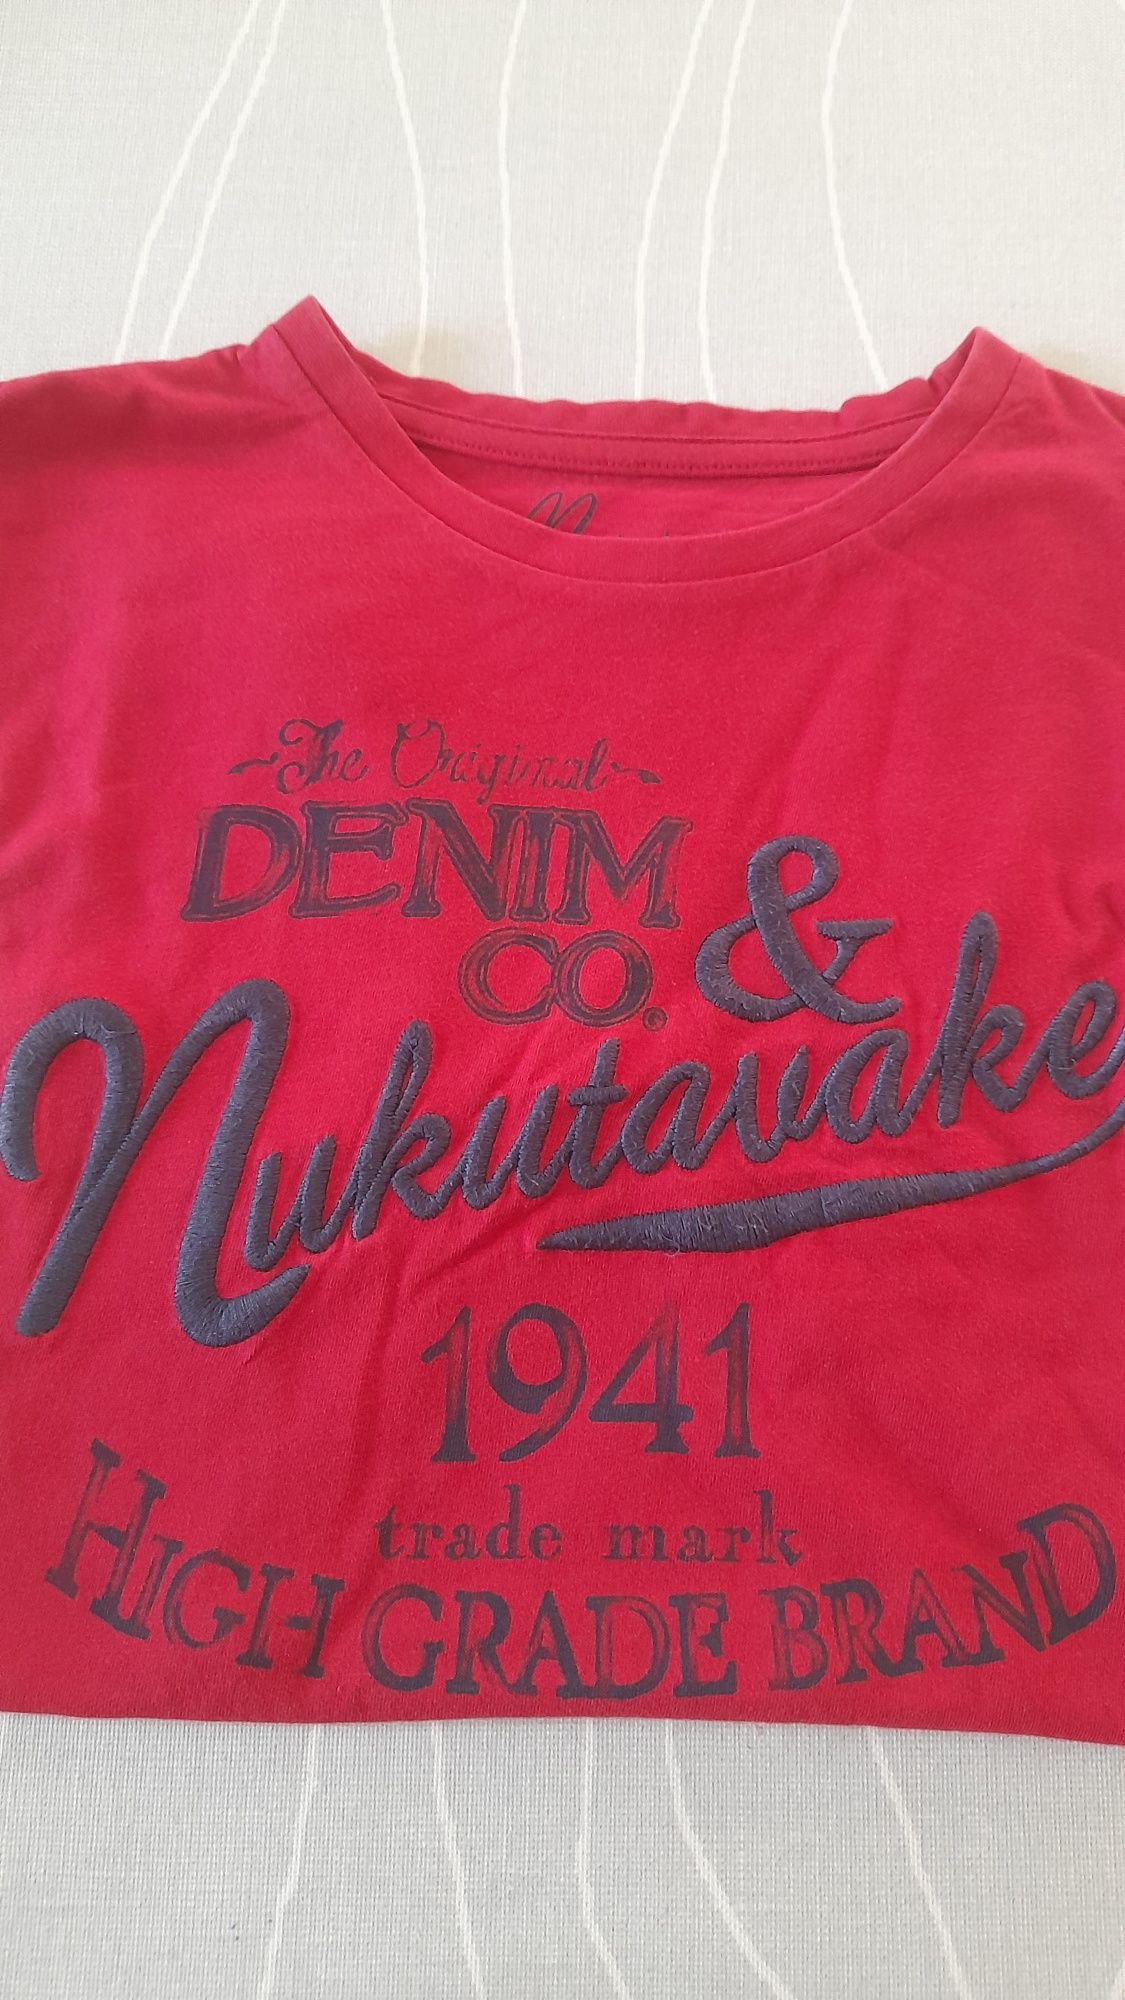 The Original
DENIM
CO.® &
Nukutavake
1941
trade mark
HIGH GRADE BRAND